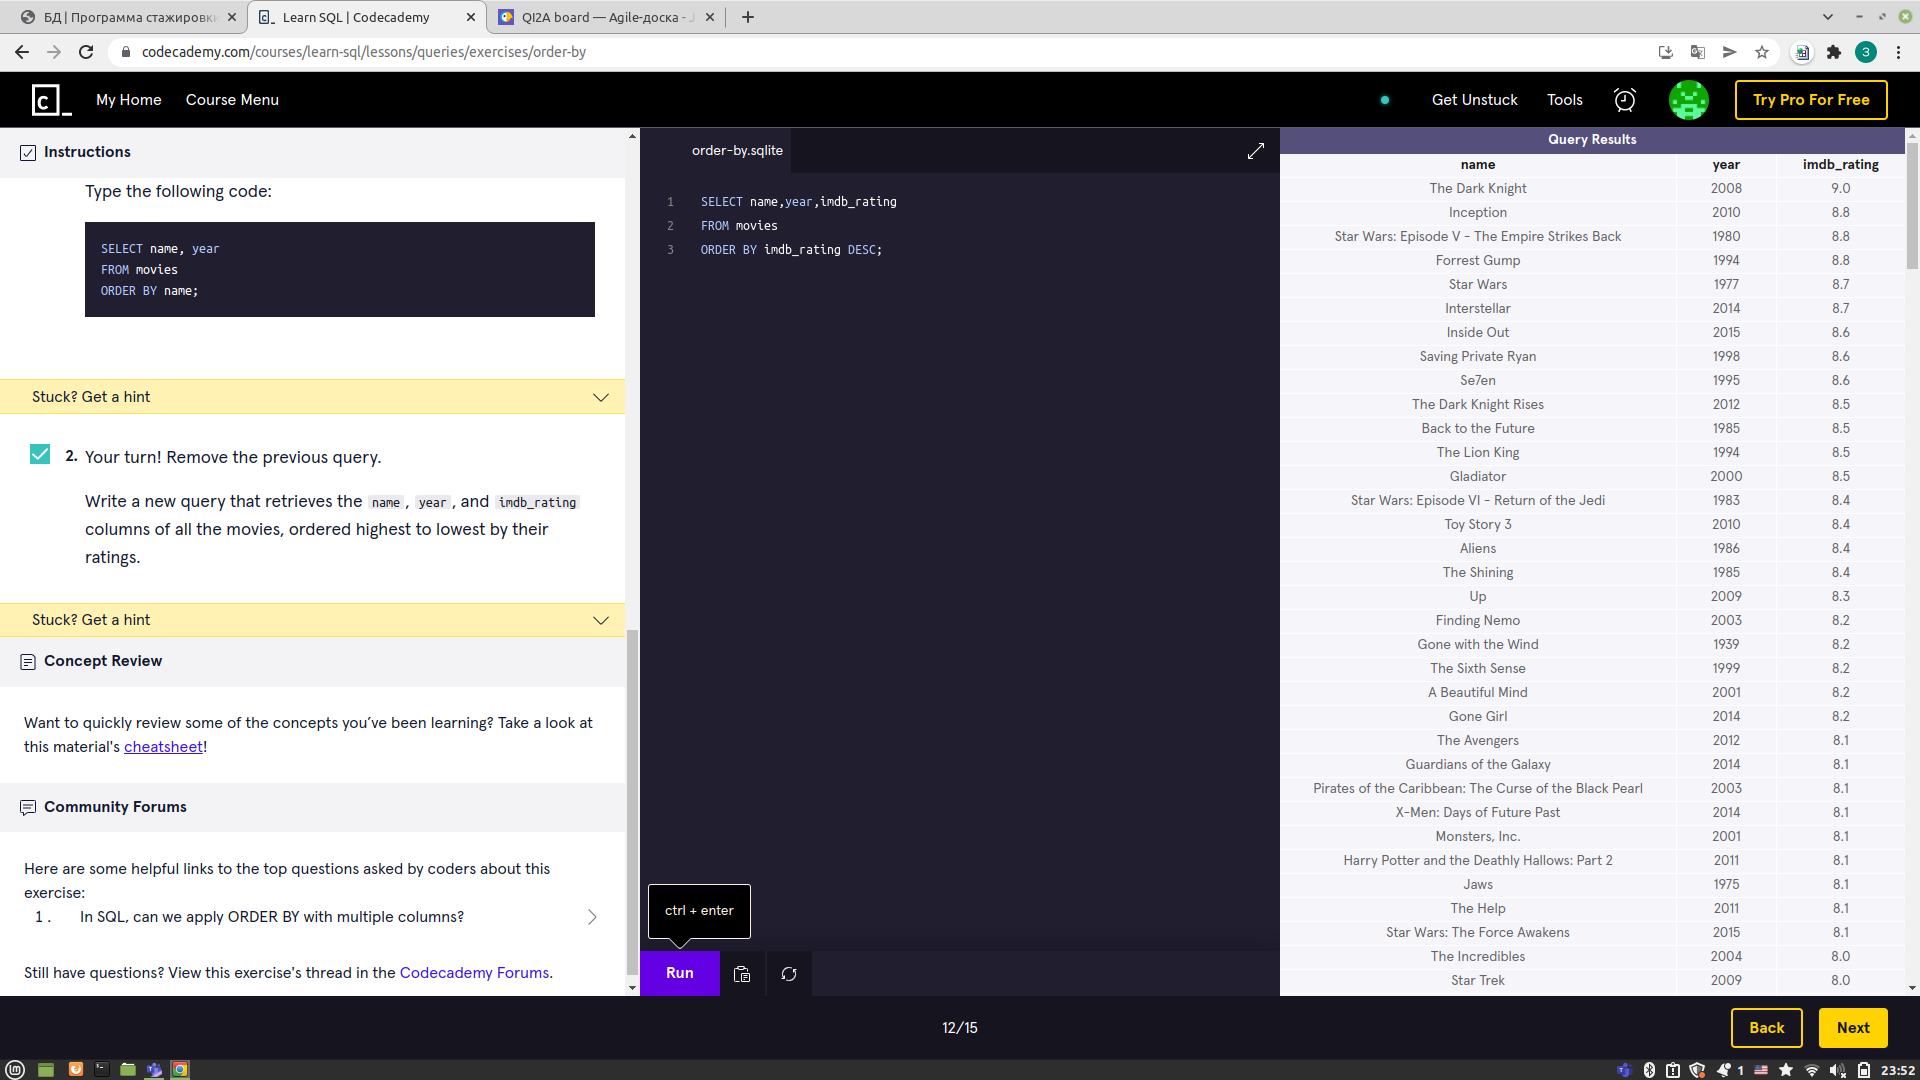 БД | Программа стажировки
Learn SQL | Codecademy
QI2A board — Agile-доска - J
codecademy.com/courses/learn-sql/lessons/queries/exercises/order-by
3
My Home
Course Menu
Get Unstuck
Tools
Try Pro For Free
Instructions
Type the following code:
SELECT name, year
FROM movies
ORDER BY name;
Stuck? Get a hint
2. Your turn! Remove the previous query.
Write a new query that retrieves the name, year, and imdb_rating
columns of all the movies, ordered highest to lowest by their
ratings.
Stuck? Get a hint
Concept Review
Want to quickly review some of the concepts you've been learning? Take a look at
this material's cheatsheet!
Community Forums
Here are some helpful links to the top questions asked by coders about this
exercise:
1. In SQL, can we apply ORDER BY with multiple columns?
Still have questions? View this exercise's thread in the Codecademy Forums.
order-by.sqlite
1 SELECT name,year,imdb_rating
2 FROM movies
3 ORDER BY imdb_rating DESC;
ctrl + enter
Run
Query Results
name year imdb_rating
The Dark Knight 2008 9.0
Inception 2010 8.8
Star Wars: Episode V - The Empire Strikes Back 1980 8.8
Forrest Gump 1994 8.8
Star Wars 1977 8.7
Interstellar 2014 8.7
Inside Out 2015 8.6
Saving Private Ryan 1998 8.6
Se7en 1995 8.6
The Dark Knight Rises 2012 8.5
Back to the Future 1985 8.5
The Lion King 1994 8.5
Gladiator 2000 8.5
Star Wars: Episode VI - Return of the Jedi 1983 8.4
Toy Story 3 2010 8.4
Aliens 1986 8.4
The Shining 1985 8.4
Up 2009 8.3
Finding Nemo 2003 8.2
Gone with the Wind 1939 8.2
The Sixth Sense 1999 8.2
A Beautiful Mind 2001 8.2
Gone Girl 2014 8.2
The Avengers 2012 8.1
Guardians of the Galaxy 2014 8.1
Pirates of the Caribbean: The Curse of the Black Pearl 2003 8.1
X-Men: Days of Future Past 2014 8.1
Monsters, Inc. 2001 8.1
Harry Potter and the Deathly Hallows: Part 2 2011 8.1
Jaws 1975 8.1
The Help 2011 8.1
Star Wars: The Force Awakens 2015 8.1
The Incredibles 2004 8.0
Star Trek 2009 8.0
12/15
Back
Next
1
23:52